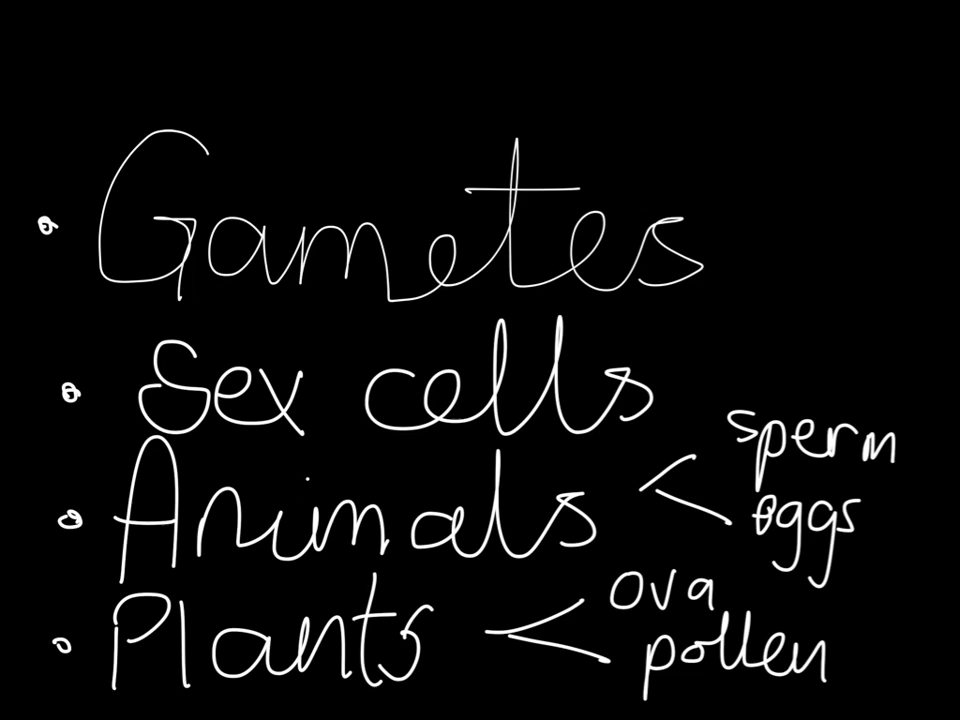 • Gametes
• Sex cells
• Animals < sperm
eggs
• Plants < ova
pollen